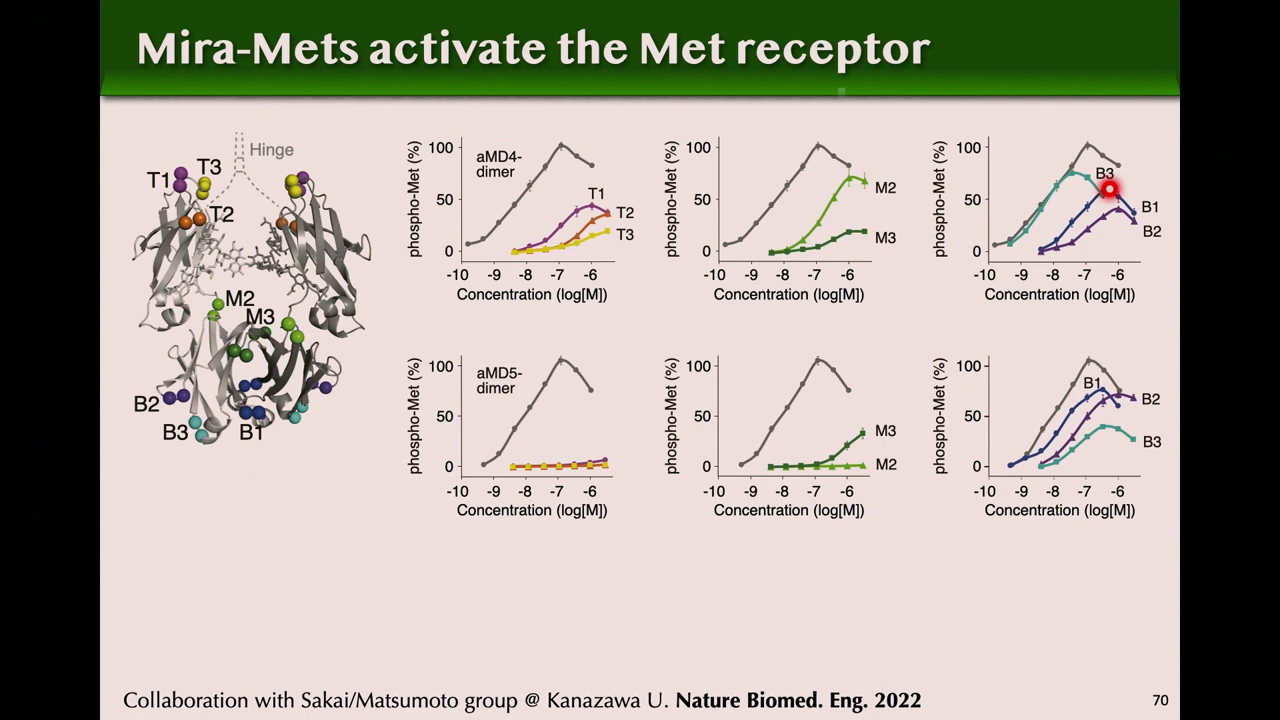 Mira-Mets activate the Met receptor
Hinge
T1
T3
T2
M2
M3
B2
B3
B1
phospho-Met (%)
100
50
0
aMD4-
dimer
T1
T2
T3
-10 -9 -8 -7 -6
Concentration (log[M])
phospho-Met (%)
100
50
0
M2
M3
-10 -9 -8 -7 -6
Concentration (log[M])
phospho-Met (%)
100
50
0
B3
B1
B2
-10 -9 -8 -7 -6
Concentration (log[M])
phospho-Met (%)
100
50
0
aMD5-
dimer
-10 -9 -8 -7 -6
Concentration (log[M])
phospho-Met (%)
100
50
0
M3
M2
-10 -9 -8 -7 -6
Concentration (log[M])
phospho-Met (%)
100
50
0
B1
B2
B3
-10 -9 -8 -7 -6
Concentration (log[M])
Collaboration with Sakai/Matsumoto group @ Kanazawa U. Nature Biomed. Eng. 2022
70